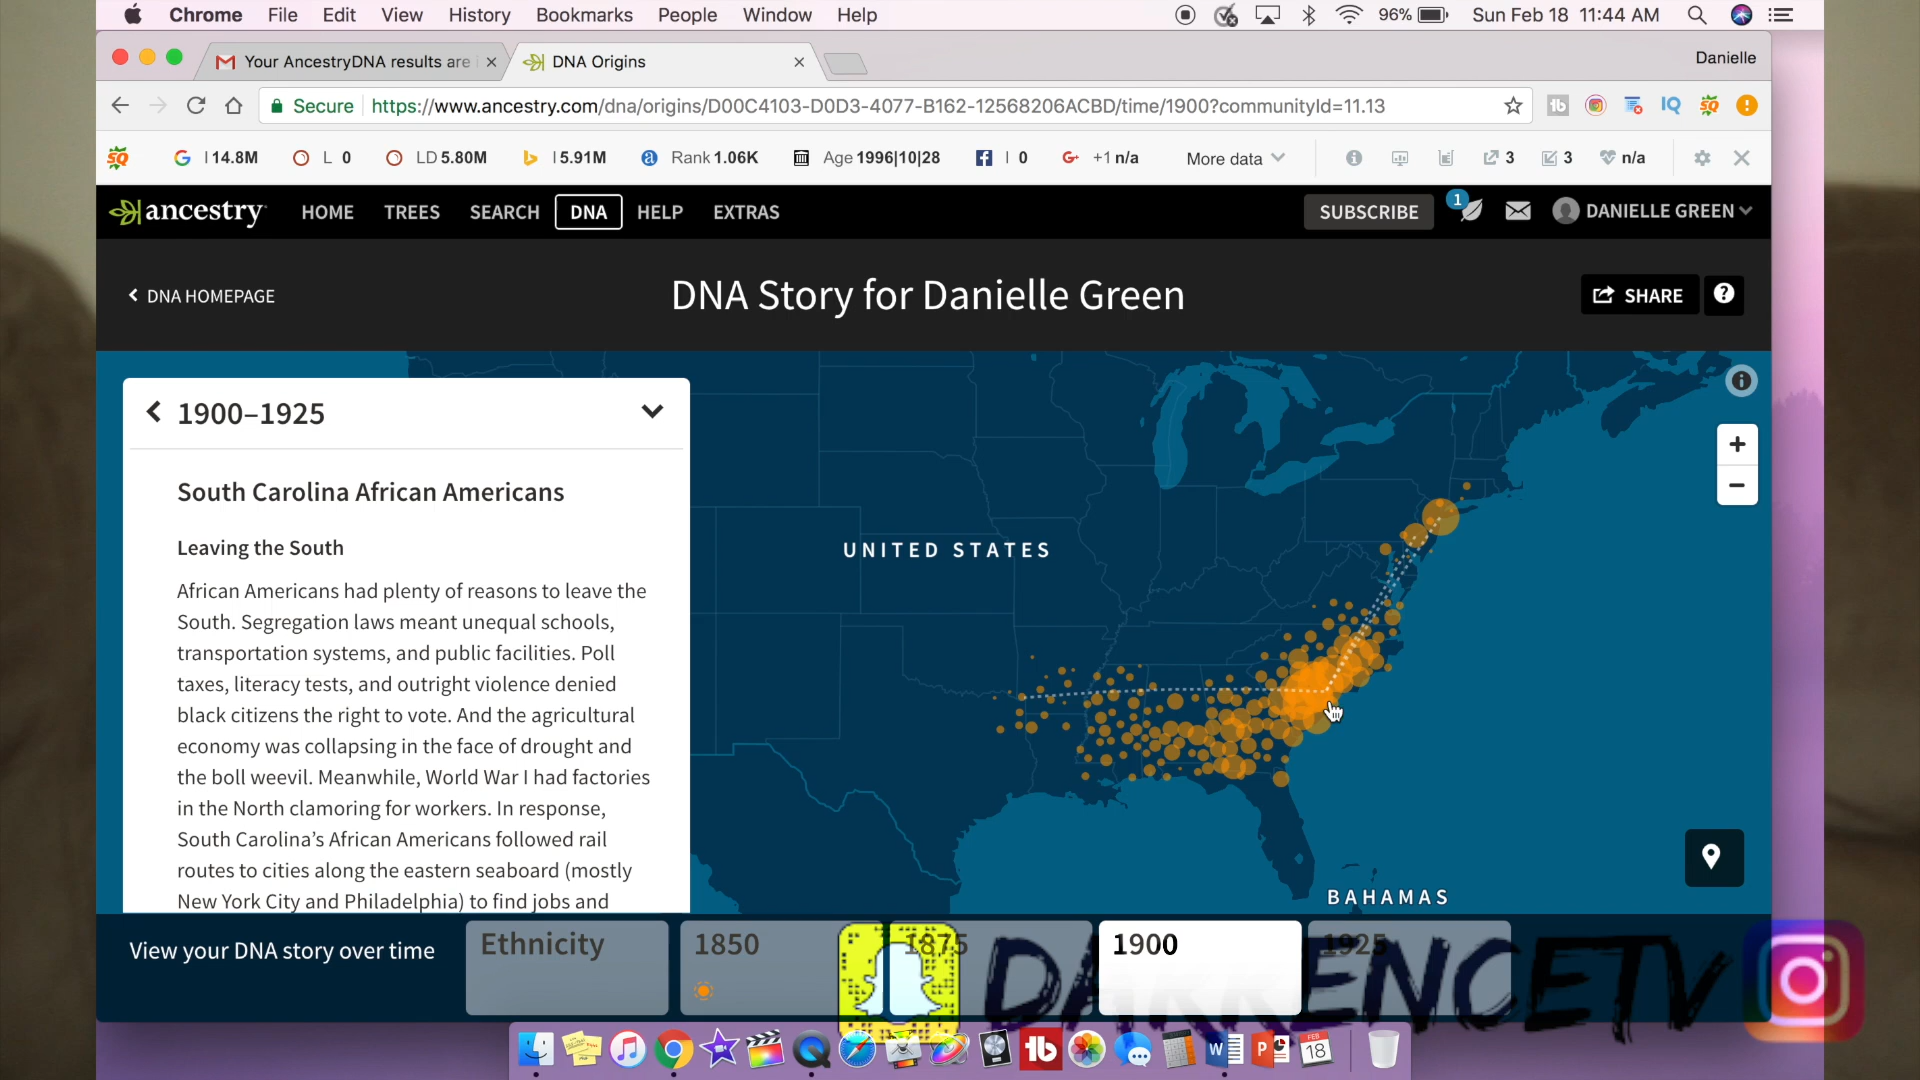 Chrome File Edit View History Bookmarks People Window Help 96% Sun Feb 18 11:44 AM
Your AncestryDNA results are DNA Origins Danielle
Secure https://www.ancestry.com/dna/origins/D00C4103-D0D3-4077-B162-12568206ACBD/time/1900?communityId=11.13
I 14.8M L 0 LD 5.80M I 5.91M Rank 1.06K Age 1996|10|28 I 0 +1 n/a More data 3 3 n/a
ancestry HOME TREES SEARCH DNA HELP EXTRAS SUBSCRIBE 1 DANIELLE GREEN
DNA HOMEPAGE DNA Story for Danielle Green SHARE ?
1900–1925
South Carolina African Americans
Leaving the South
African Americans had plenty of reasons to leave the
South. Segregation laws meant unequal schools,
transportation systems, and public facilities. Poll
taxes, literacy tests, and outright violence denied
black citizens the right to vote. And the agricultural
economy was collapsing in the face of drought and
the boll weevil. Meanwhile, World War I had factories
in the North clamoring for workers. In response,
South Carolina's African Americans followed rail
routes to cities along the eastern seaboard (mostly
New York City and Philadelphia) to find jobs and
UNITED STATES
BAHAMAS
View your DNA story over time Ethnicity 1850 1875 1900 1925
DARRENCETV
FEB
18